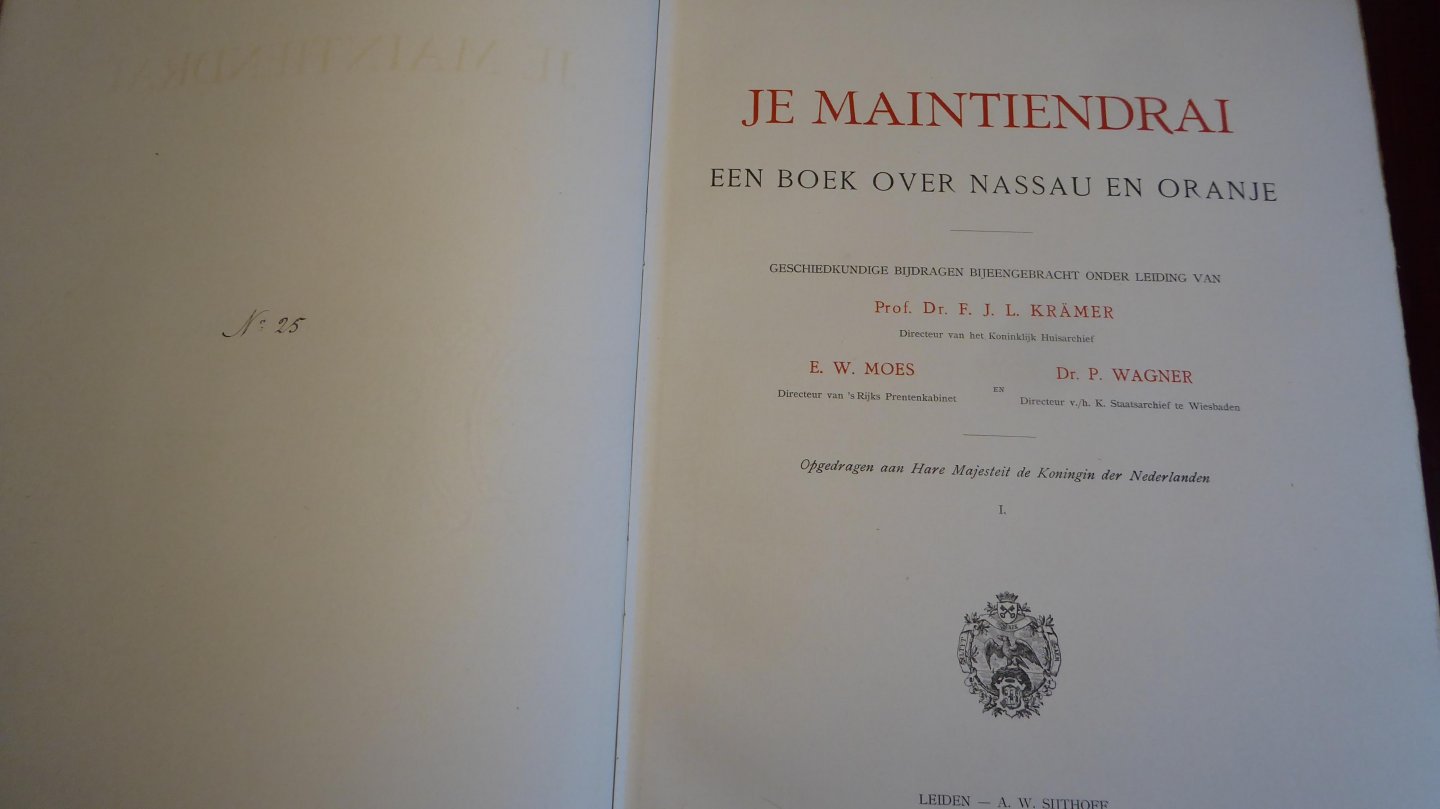 Nº 25
JE MAINTIENDRAI
EEN BOEK OVER NASSAU EN ORANJE
GESCHIEDKUNDIGE BIJDRAGEN BIJEENGEBRACHT ONDER LEIDING VAN
Prof. Dr. F. J. L. KRÄMER
Directeur van het Koninklijk Huisarchief
E. W. MOES
Directeur van 's Rijks Prentenkabinet
EN
Dr. P. WAGNER
Directeur v./h. K. Staatsarchief te Wiesbaden
Opgedragen aan Hare Majesteit de Koningin der Nederlanden
I.
LEIDEN — A. W. SIJTHOFF